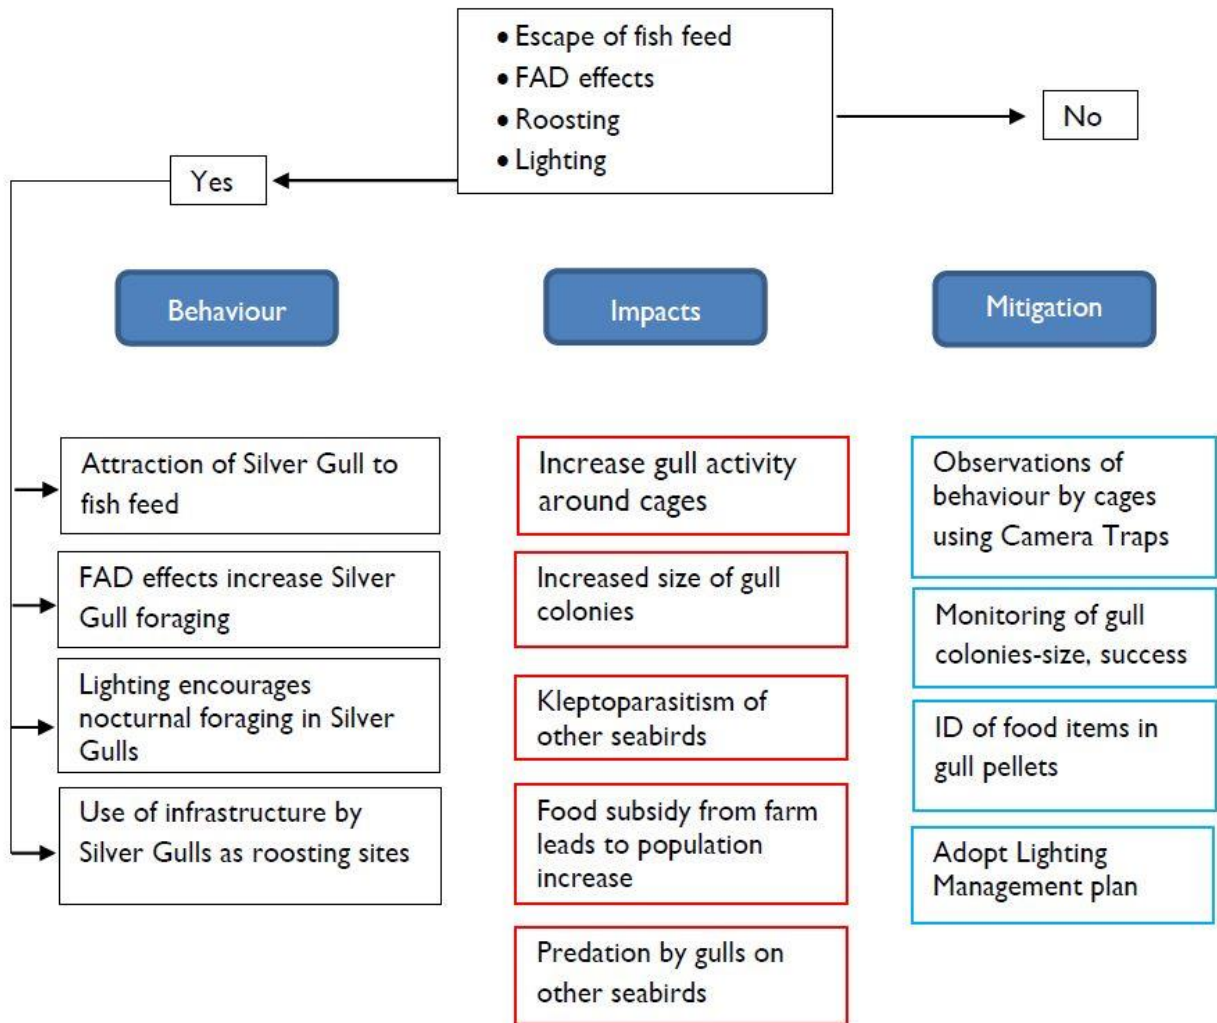 • Escape of fish feed
• FAD effects
• Roosting
• Lighting
No
Yes
Behaviour
Impacts
Mitigation
Attraction of Silver Gull to
fish feed
FAD effects increase Silver
Gull foraging
Lighting encourages
nocturnal foraging in Silver
Gulls
Use of infrastructure by
Silver Gulls as roosting sites
Increase gull activity
around cages
Increased size of gull
colonies
Kleptoparasitism of
other seabirds
Food subsidy from farm
leads to population
increase
Predation by gulls on
other seabirds
Observations of
behaviour by cages
using Camera Traps
Monitoring of gull
colonies-size, success
ID of food items in
gull pellets
Adopt Lighting
Management plan